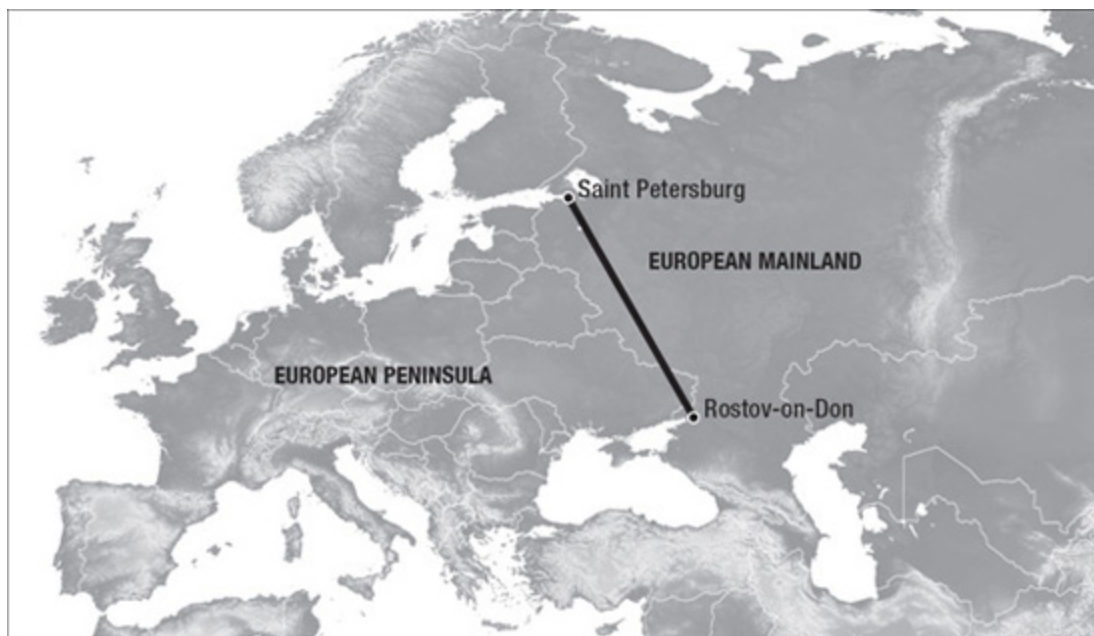 Saint Petersburg
EUROPEAN MAINLAND
EUROPEAN PENINSULA
Rostov-on-Don